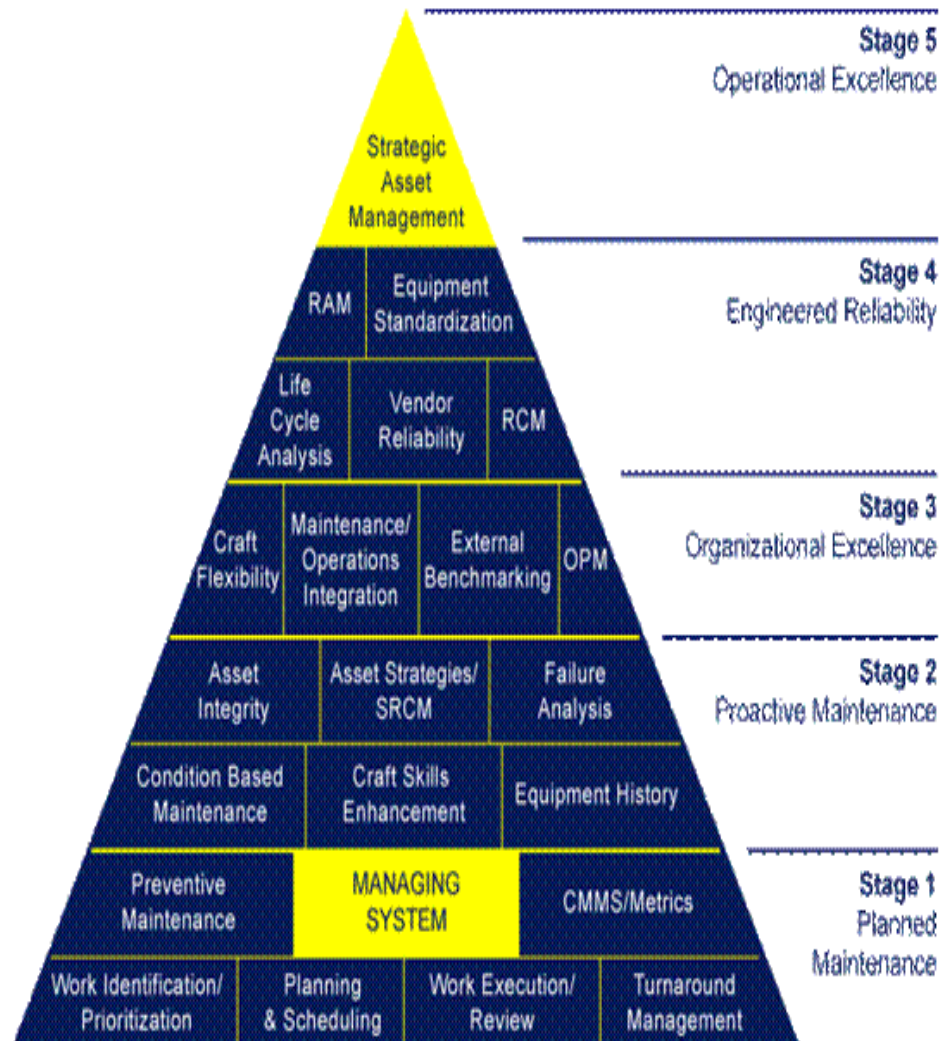 Stage 5
Operational Excellence
Strategic
Asset
Management
Stage 4
Engineered Reliability
RAM
Equipment
Standardization
Life
Cycle
Analysis
Vendor
Reliability
RCM
Stage 3
Organizational Excellence
Craft
Flexibility
Maintenance/
Operations
Integration
External
Benchmarking
OPM
Stage 2
Proactive Maintenance
Asset
Integrity
Asset Strategies/
SRCM
Failure
Analysis
Condition Based
Maintenance
Craft Skills
Enhancement
Equipment History
Stage 1
Planned
Maintenance
Preventive
Maintenance
MANAGING
SYSTEM
CMMS/Metrics
Work Identification/
Prioritization
Planning
& Scheduling
Work Execution/
Review
Turnaround
Management